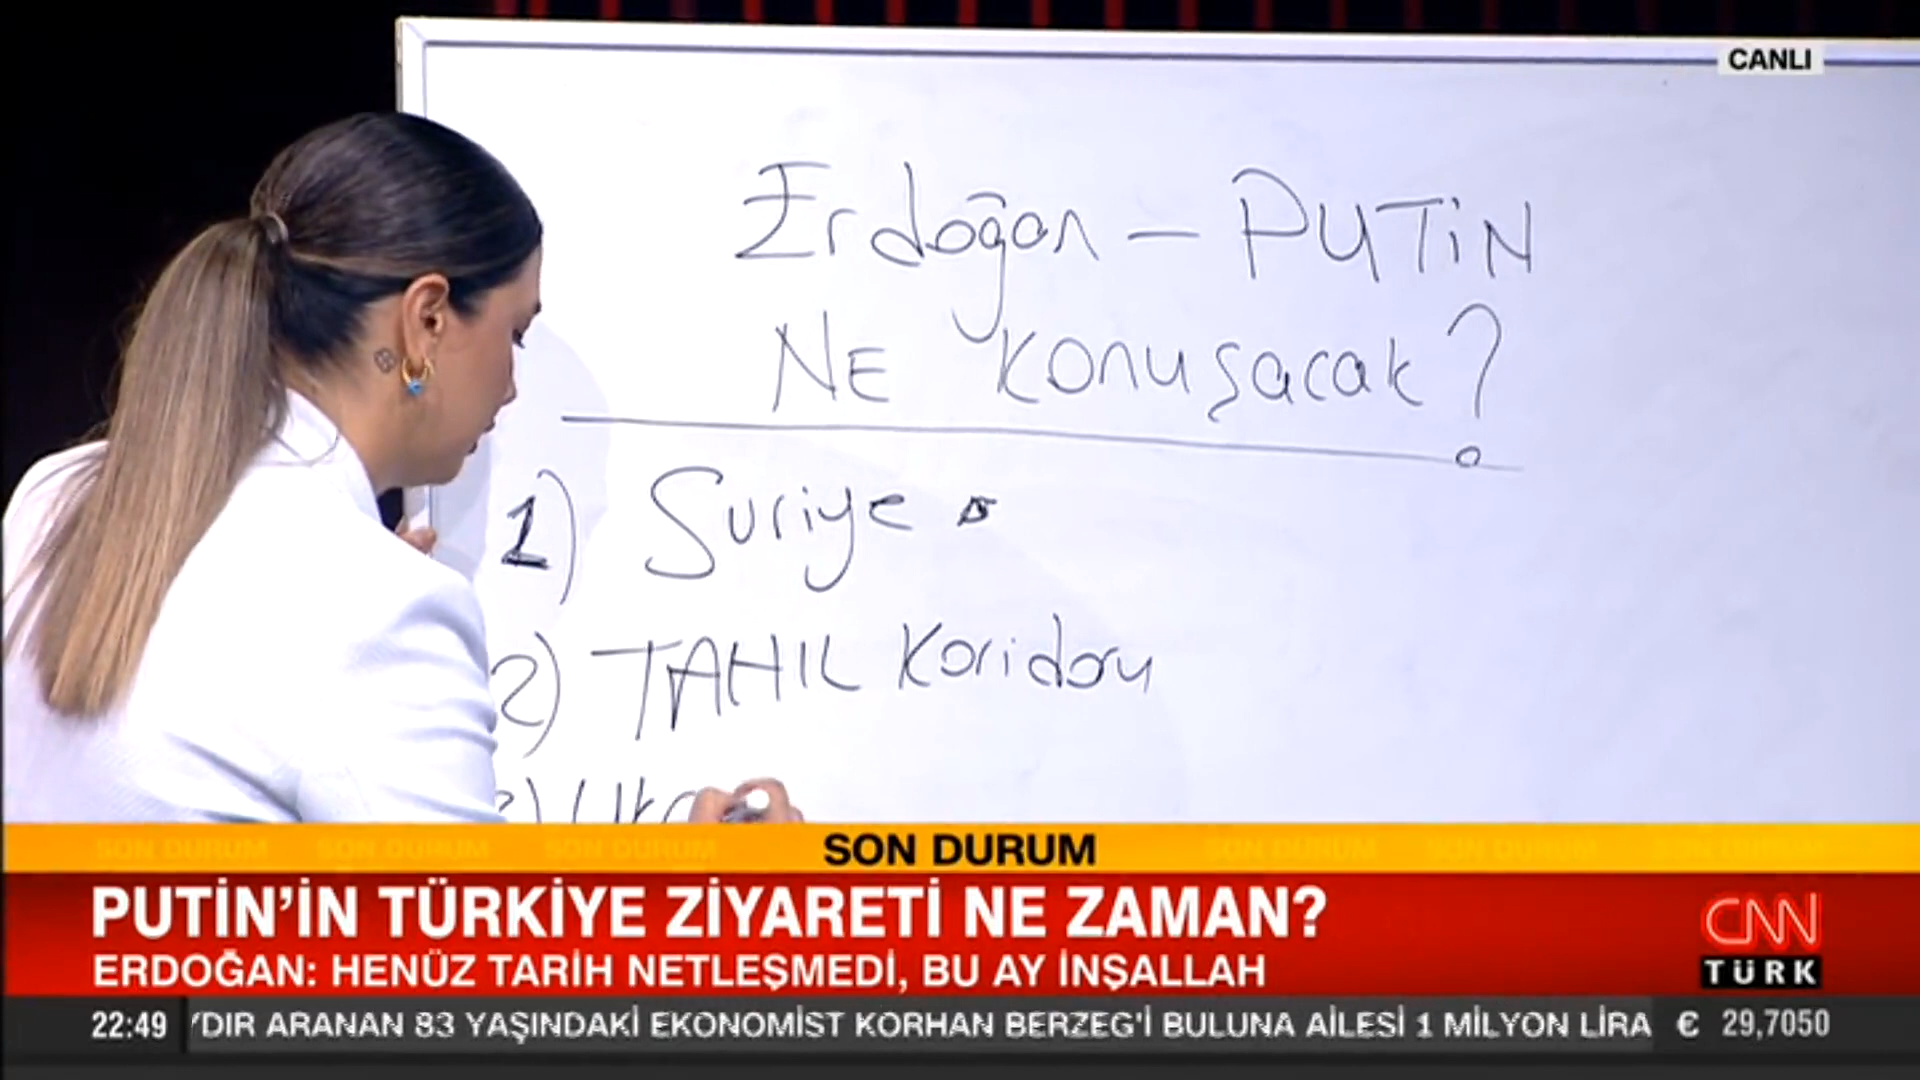 CANLI
Erdoğan – PUTİN
NE konuşacak?
1) Suriye
2) TAHIL Koridoru
SON DURUM
PUTİN'İN TÜRKİYE ZİYARETİ NE ZAMAN?
ERDOĞAN: HENÜZ TARİH NETLEŞMEDİ, BU AY İNŞALLAH
CNN
TÜRK
22:49 'DIR ARANAN 83 YAŞINDAKİ EKONOMİST KORHAN BERZEG'İ BULUNA AİLESİ 1 MİLYON LİRA € 29,7050